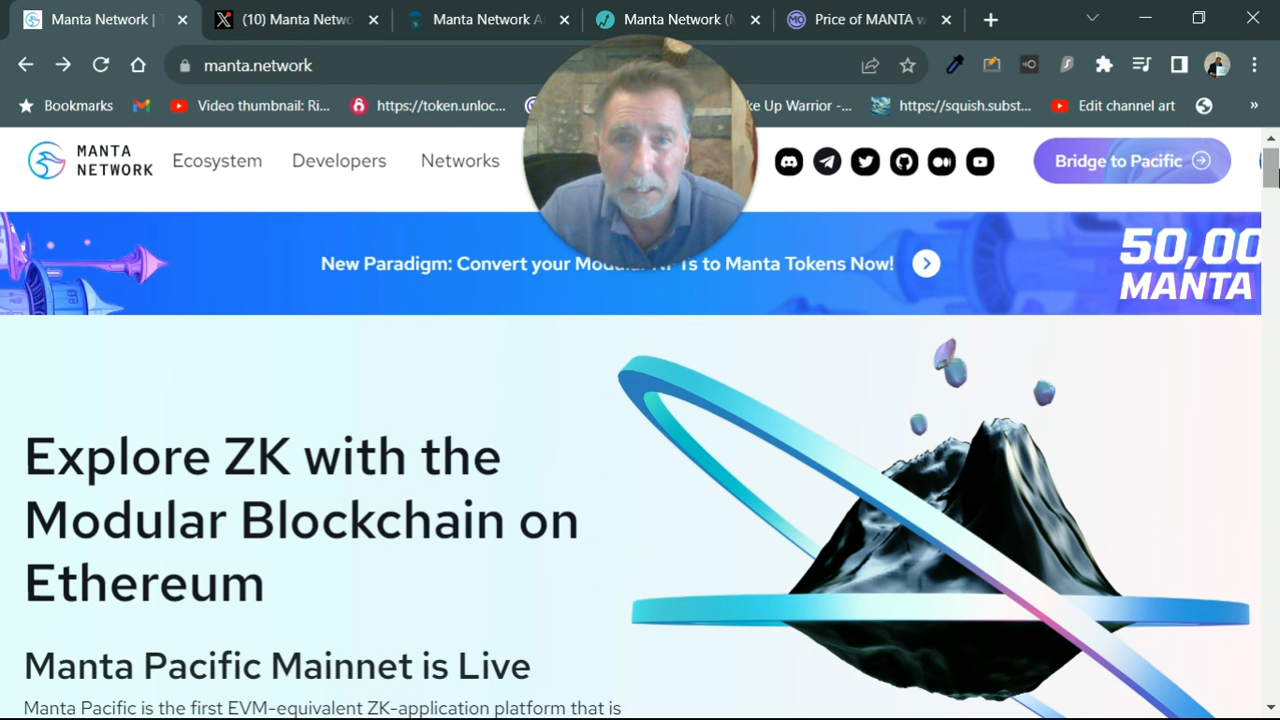 Manta Network | T
(10) Manta Netwo
Manta Network A
Manta Network (M
Price of MANTA w
manta.network
Bookmarks
Video thumbnail: Ri...
https://token.unloc...
ke Up Warrior -...
https://squish.subst...
Edit channel art
»
MANTA
NETWORK
Ecosystem
Developers
Networks
Bridge to Pacific
New Paradigm: Convert your Modular NFTs to Manta Tokens Now!
50,00
MANTA
Explore ZK with the
Modular Blockchain on
Ethereum
Manta Pacific Mainnet is Live
Manta Pacific is the first EVM-equivalent ZK-application platform that is